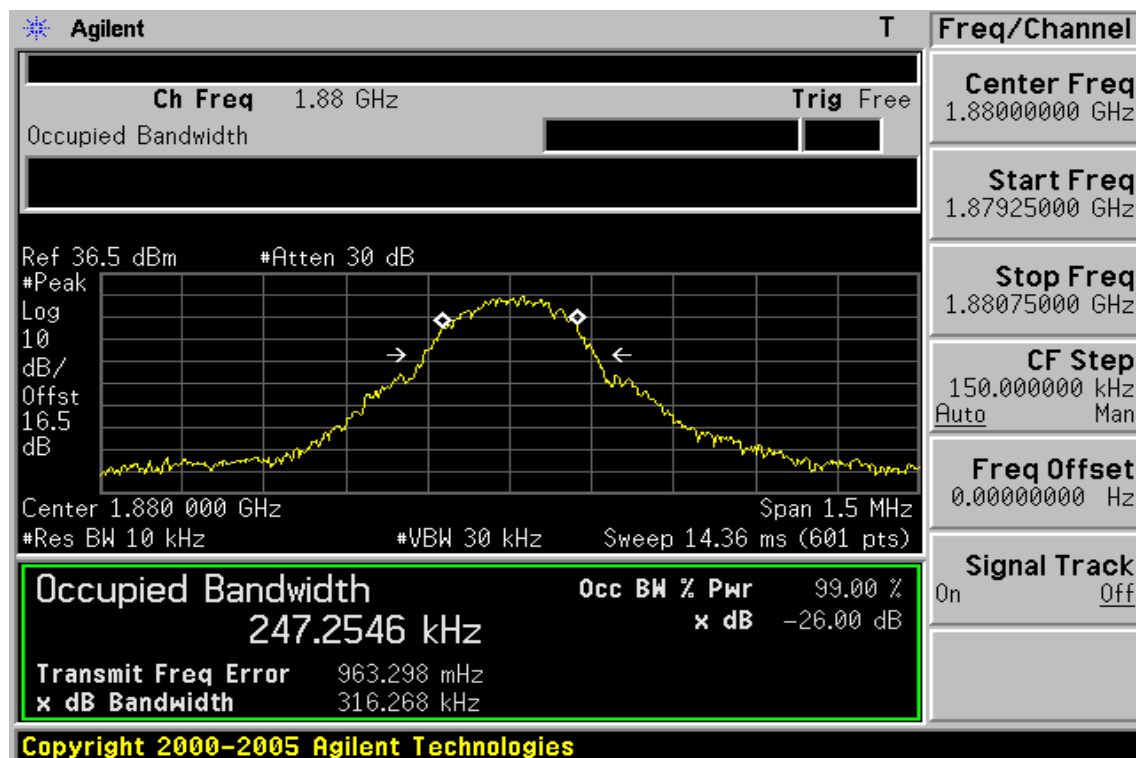 Agilent T
Ch Freq 1.88 GHz Trig Free
Occupied Bandwidth
Ref 36.5 dBm #Atten 30 dB
#Peak
Log
10
dB/
Offst
16.5
dB
Center 1.880 000 GHz Span 1.5 MHz
#Res BW 10 kHz #VBW 30 kHz Sweep 14.36 ms (601 pts)
Occupied Bandwidth Occ BW % Pwr 99.00 %
247.2546 kHz x dB -26.00 dB
Transmit Freq Error 963.298 mHz
x dB Bandwidth 316.268 kHz
Copyright 2000-2005 Agilent Technologies
Freq/Channel
Center Freq
1.88000000 GHz
Start Freq
1.87925000 GHz
Stop Freq
1.88075000 GHz
CF Step
150.000000 kHz
Auto Man
Freq Offset
0.00000000 Hz
Signal Track
On Off